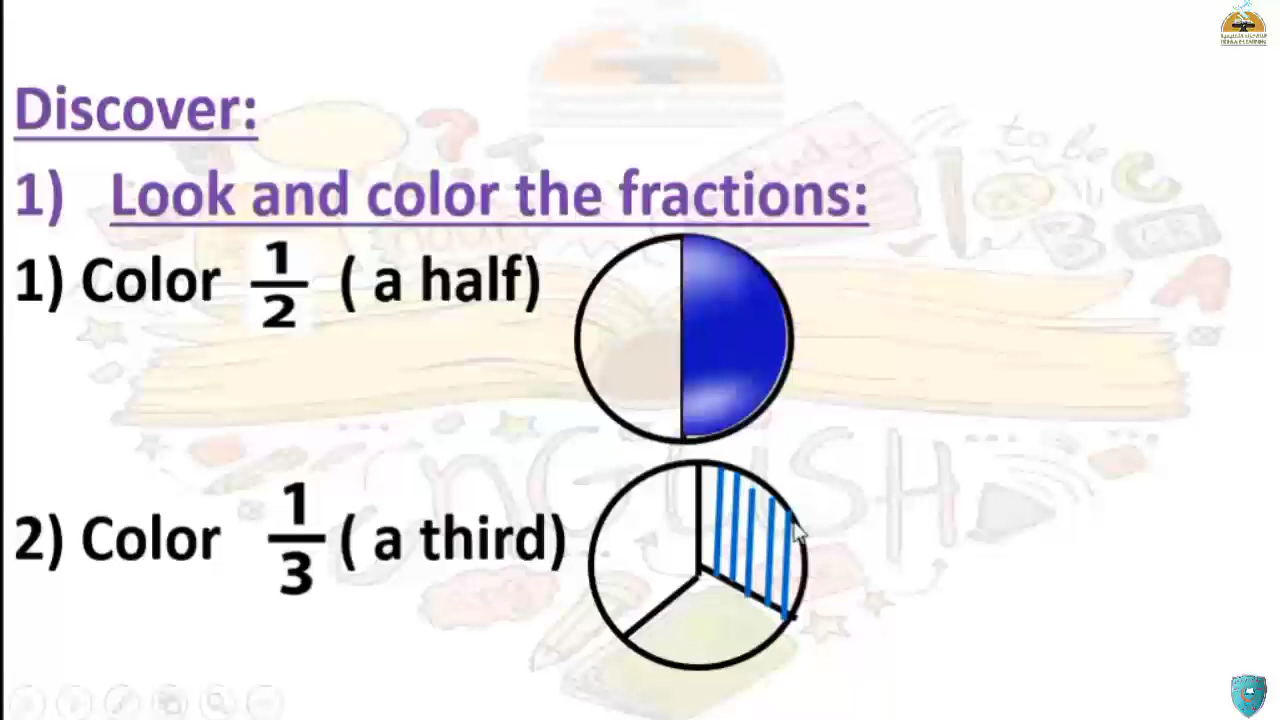 Discover:
1) Look and color the fractions:
1) Color 1/2 ( a half)
2) Color 1/3 ( a third)